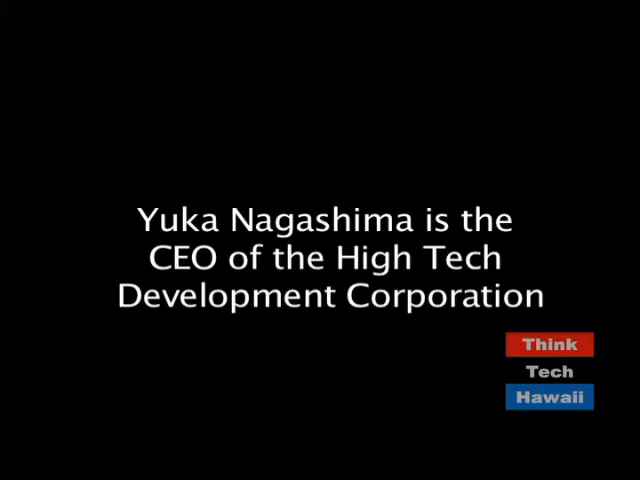 Yuka Nagashima is the
CEO of the High Tech
Development Corporation
Think
Tech
Hawaii